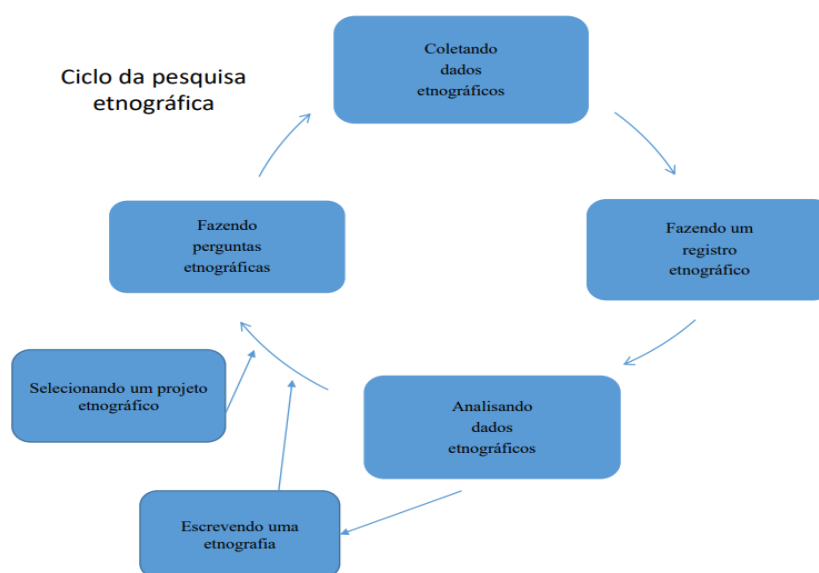 Ciclo da pesquisa
etnográfica
Coletando
dados
etnográficos
Fazendo
perguntas
etnográficas
Fazendo um
registro
etnográfico
Selecionando um projeto
etnográfico
Analisando
dados
etnográficos
Escrevendo uma
etnografia